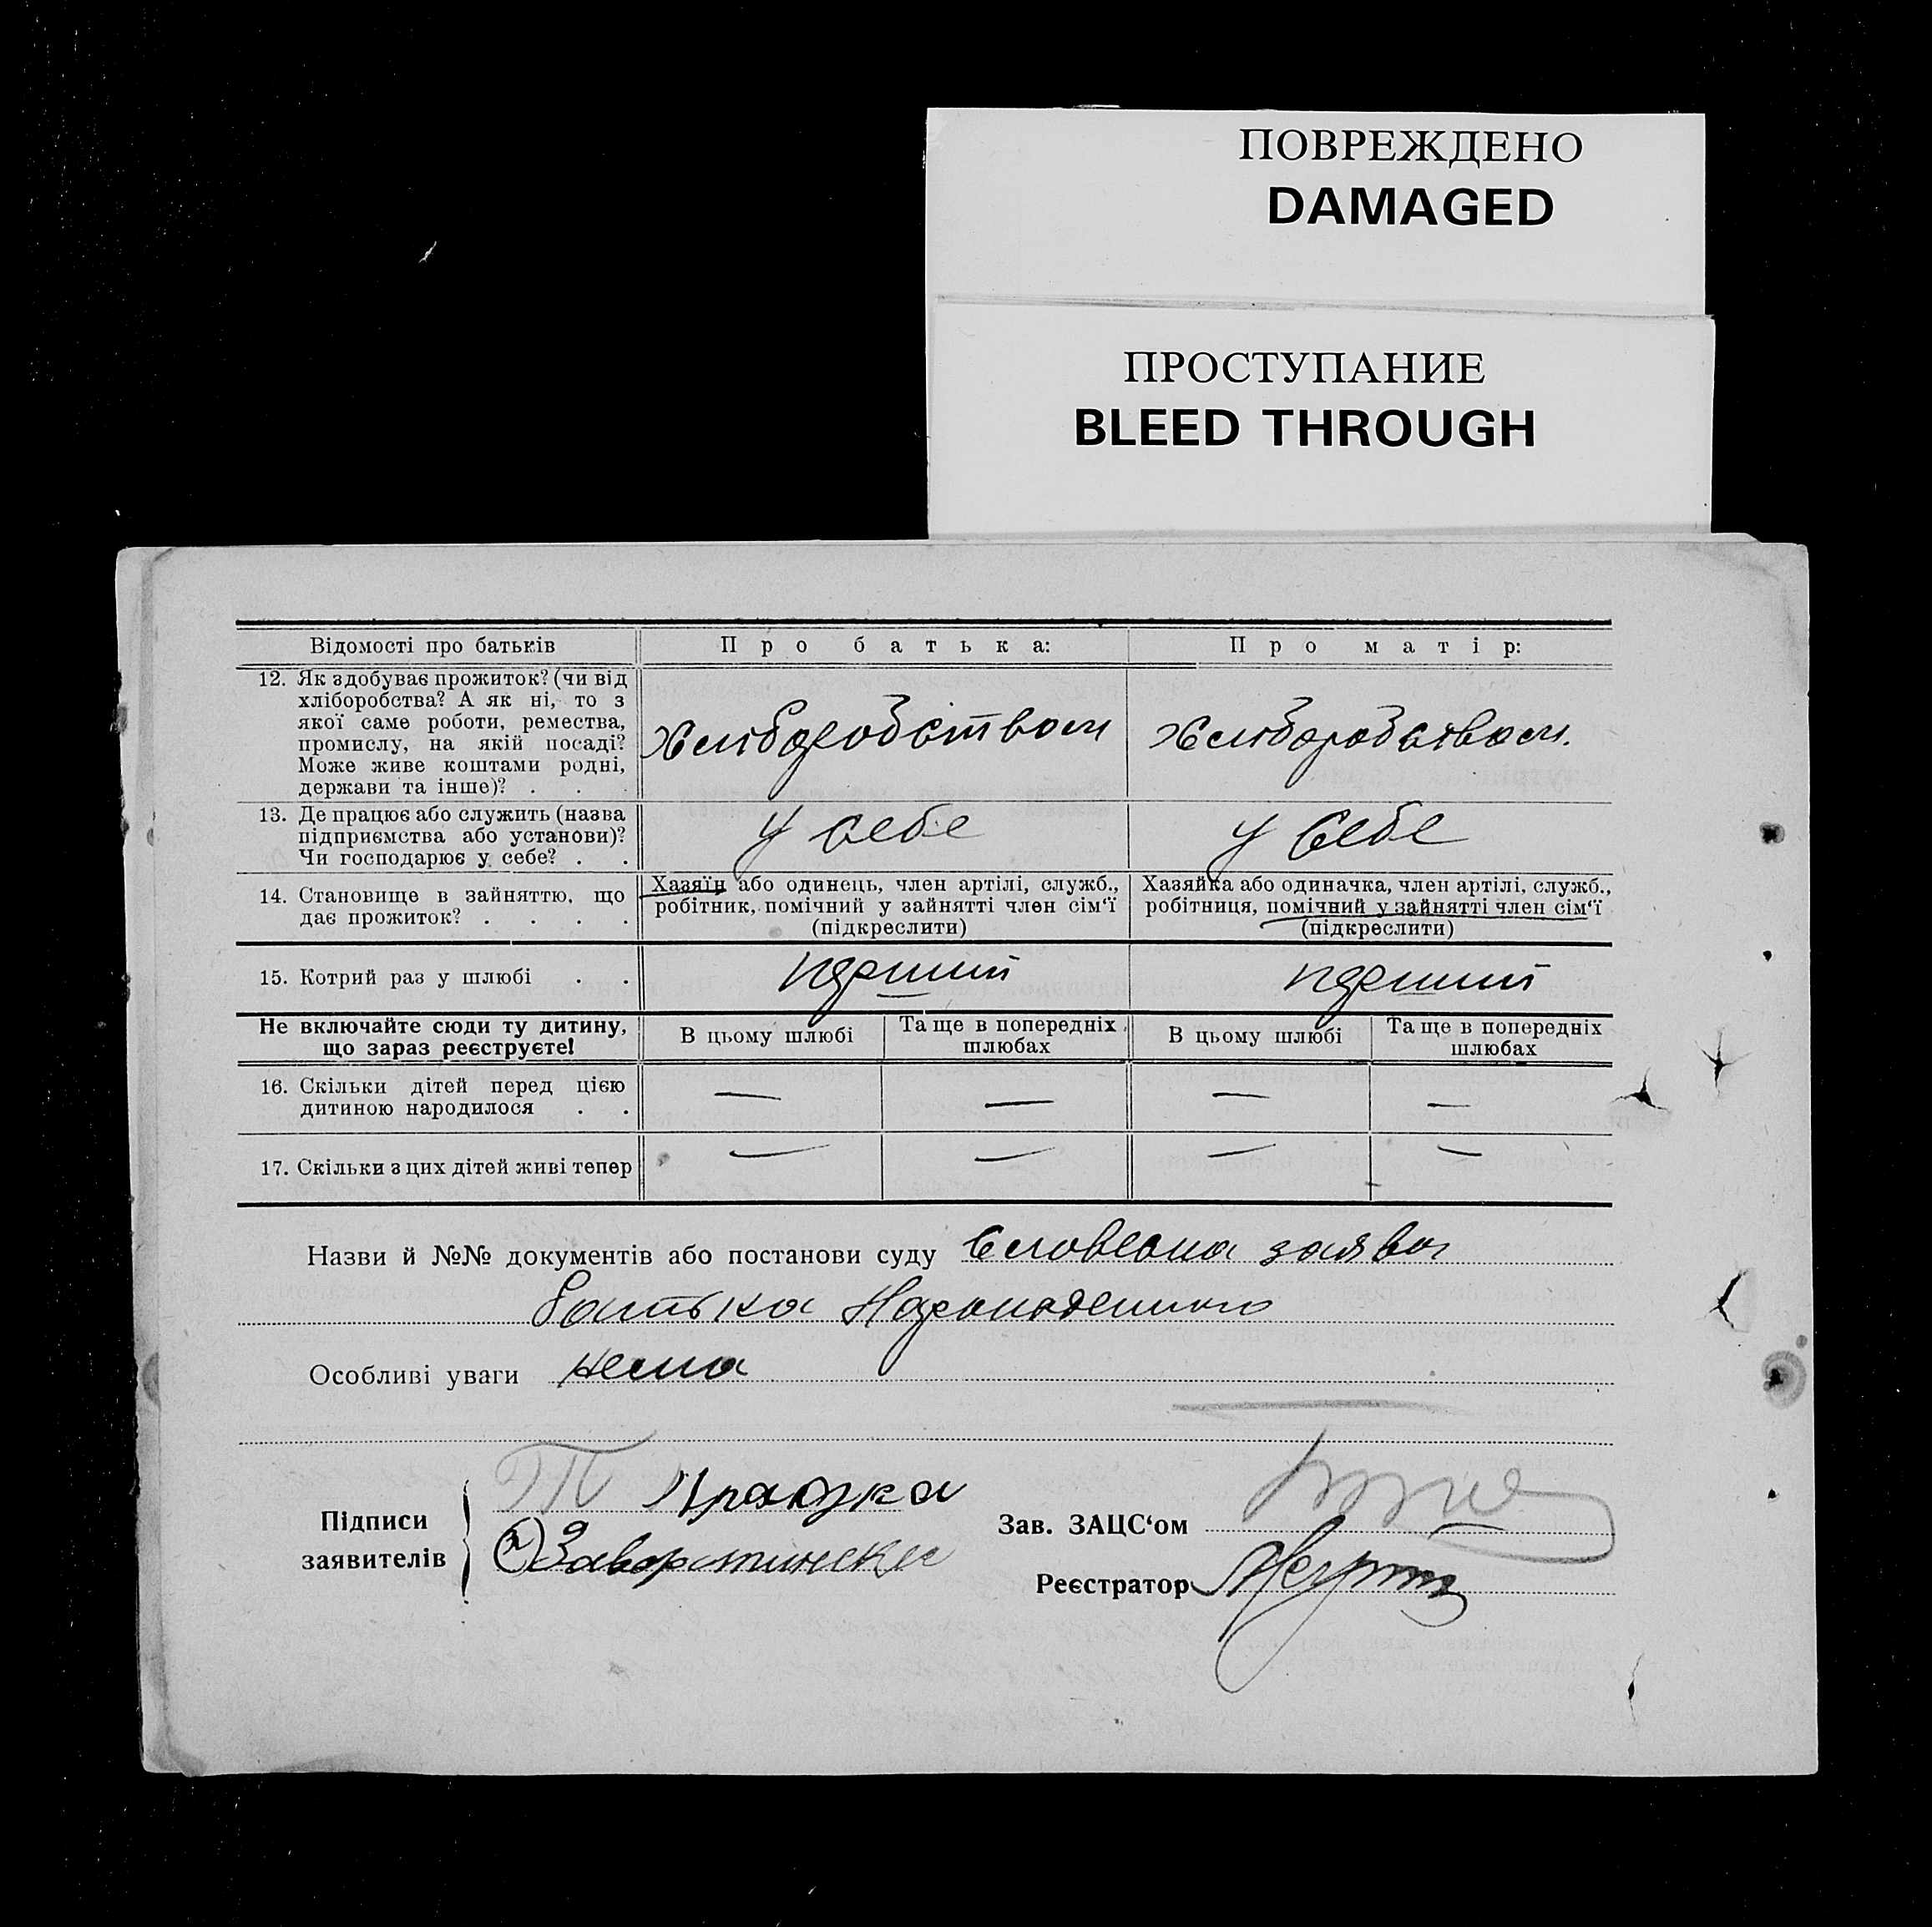 ПОВРЕЖДЕНО
DAMAGED
ПРОСТУПАНИЕ
BLEED THROUGH
Відомості про батьків
Про батька:
Про матір:
12. Як здобуває прожиток? (чи від
хліборобства? А як ні, то з
якої саме роботи, ремества,
промислу, на якій посаді?
Може живе коштами родні,
держави та інше)? . . .
Хліборобством
Хліборобством.
13. Де працює або служить (назва
підприємства або установи)?
Чи господарює у себе? . .
У себе
У себе
14. Становище в зайняттю, що
дає прожиток? . . . .
Хазяїн або одинець, член артілі, служб.,
робітник, помічний у зайнятті член сім‘ї
(підкреслити)
Хазяйка або одиначка, член артілі, служб.,
робітниця, помічний у зайнятті член сім‘ї
(підкреслити)
15. Котрий раз у шлюбі . .
перший
перший
Не включайте сюди ту дитину,
що зараз реєструєте!
В цьому шлюбі
Та ще в попередніх
шлюбах
В цьому шлюбі
Та ще в попередніх
шлюбах
16. Скільки дітей перед цією
дитиною народилося . .
— — — —
17. Скільки з цих дітей живі тепер
— — — —
Назви й №№ документів або постанови суду Словесна заява
батька
Особливі уваги нема
Підписи
заявителів
Зав. ЗАЦС‘ом
Реєстратор